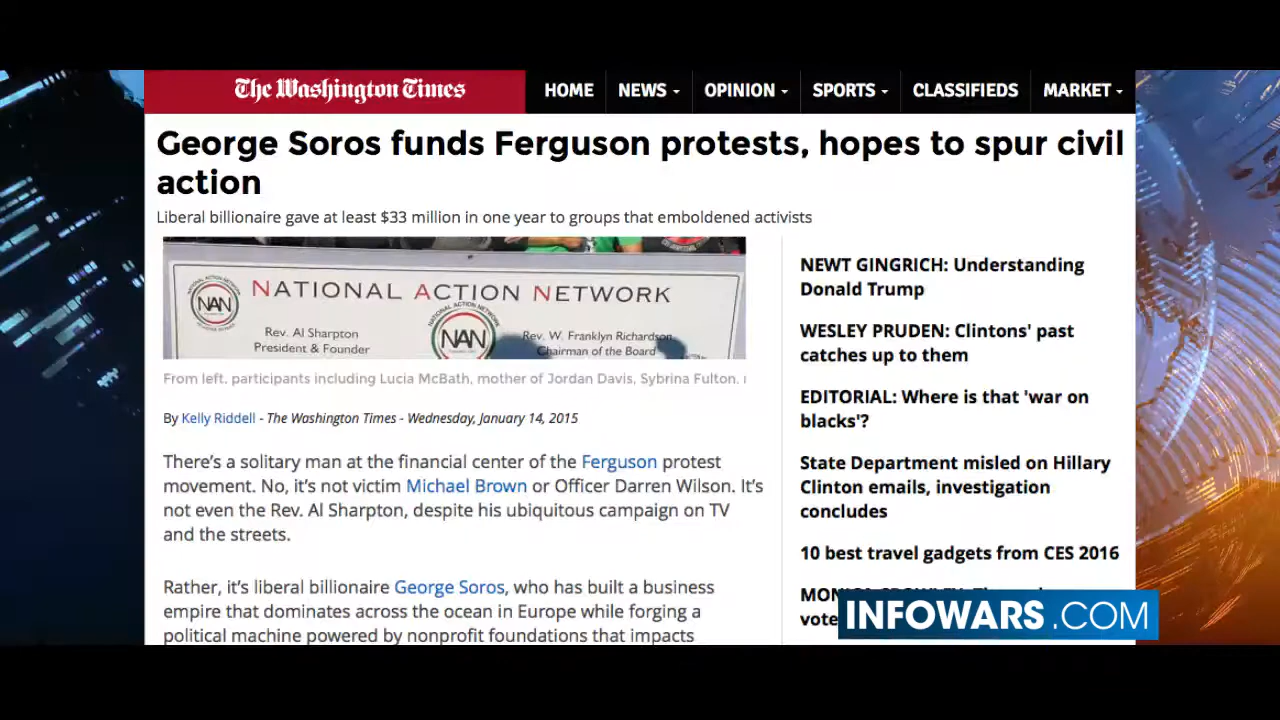 The Washington Times
HOME NEWS OPINION SPORTS CLASSIFIEDS MARKET
George Soros funds Ferguson protests, hopes to spur civil
action
Liberal billionaire gave at least $33 million in one year to groups that emboldened activists
NAN
NATIONAL ACTION NETWORK
NATIONAL ACTION NETWORK
NAN
Rev. Al Sharpton
President & Founder
Rev. W. Franklyn Richardson
Chairman of the Board
From left, participants including Lucia McBath, mother of Jordan Davis, Sybrina Fulton,
By Kelly Riddell - The Washington Times - Wednesday, January 14, 2015
There's a solitary man at the financial center of the Ferguson protest
movement. No, it's not victim Michael Brown or Officer Darren Wilson. It's
not even the Rev. Al Sharpton, despite his ubiquitous campaign on TV
and the streets.
Rather, it's liberal billionaire George Soros, who has built a business
empire that dominates across the ocean in Europe while forging a
political machine powered by nonprofit foundations that impacts
NEWT GINGRICH: Understanding
Donald Trump
WESLEY PRUDEN: Clintons' past
catches up to them
EDITORIAL: Where is that 'war on
blacks'?
State Department misled on Hillary
Clinton emails, investigation
concludes
10 best travel gadgets from CES 2016
vote
INFOWARS.COM